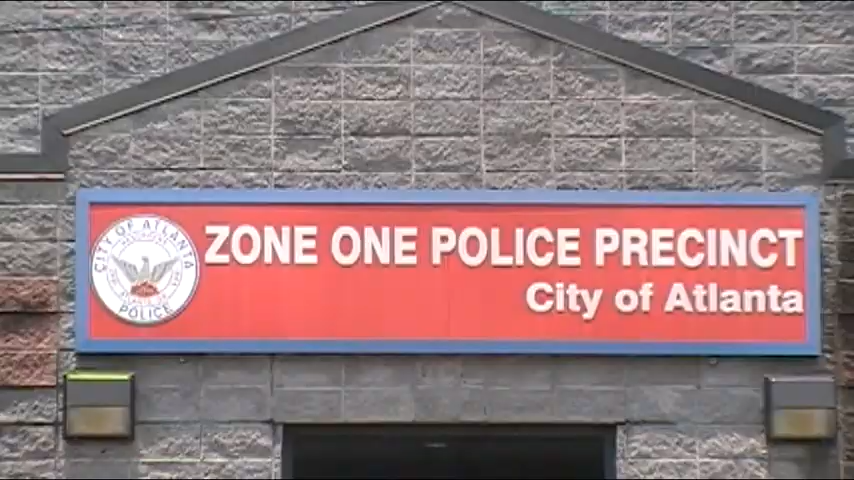 CITY OF ATLANTA
POLICE
ZONE ONE POLICE PRECINCT
City of Atlanta